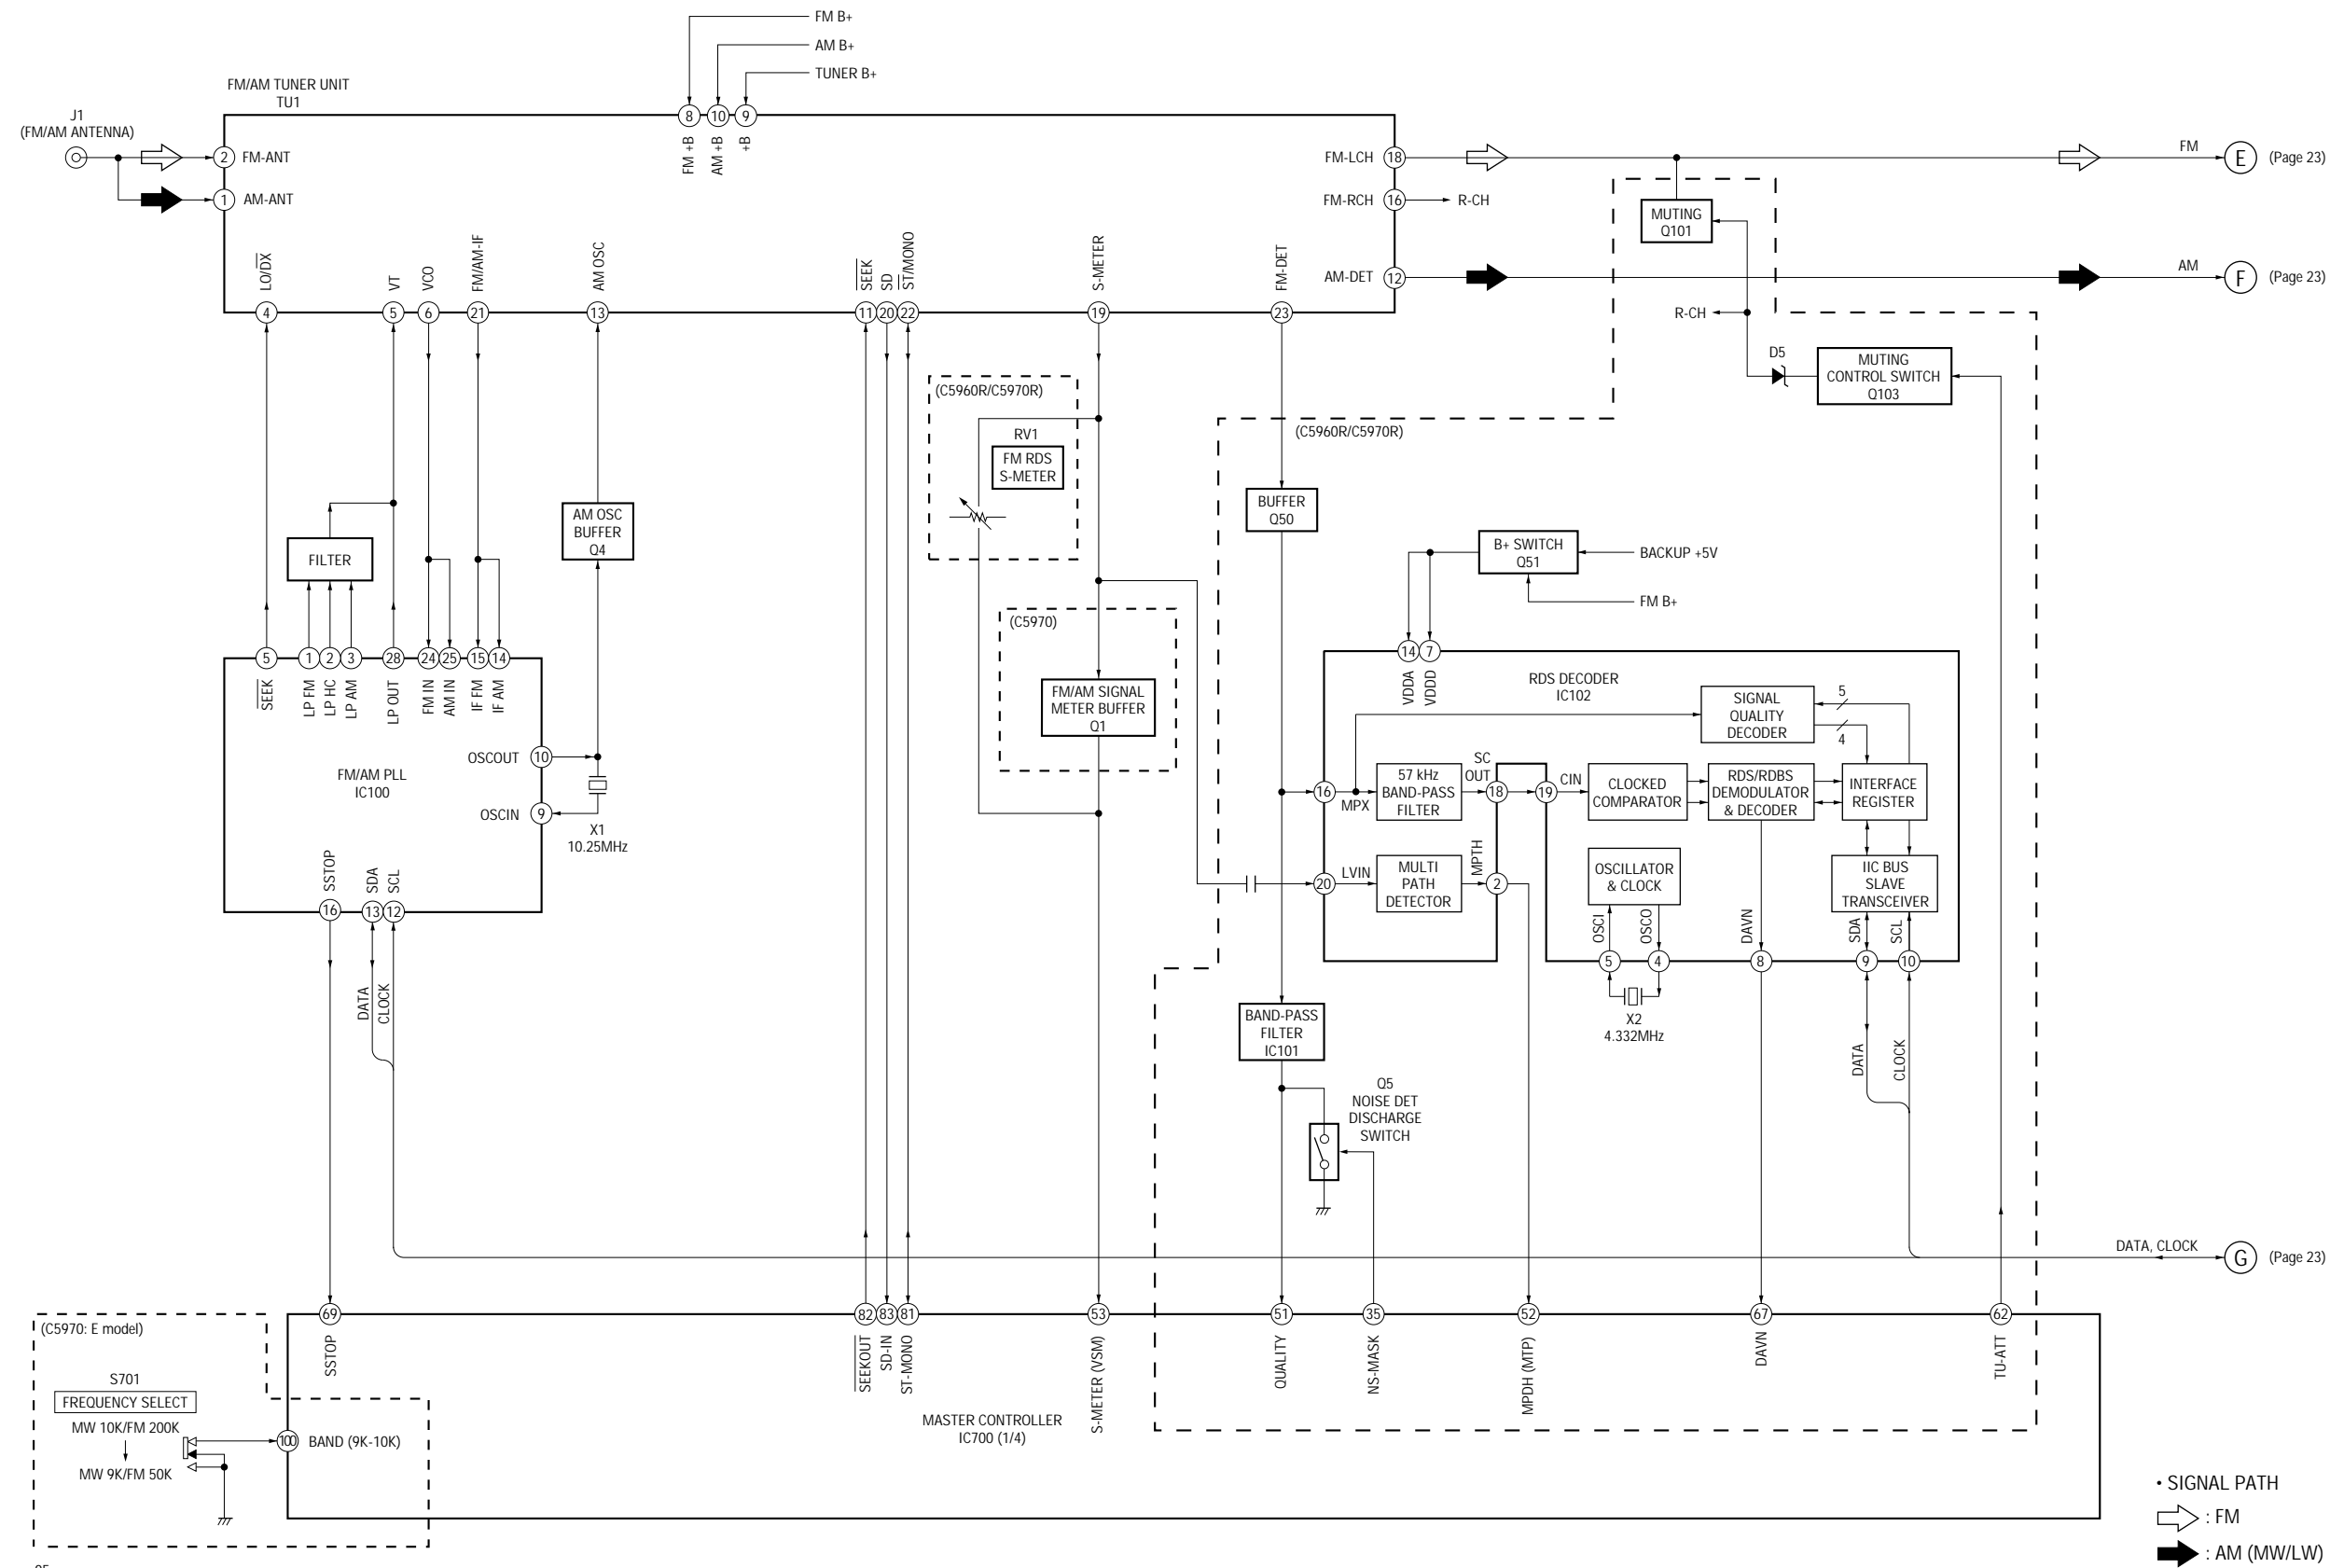 FM B+
AM B+
TUNER B+
FM/AM TUNER UNIT
TU1
J1
(FM/AM ANTENNA)
8
10
9
FM +B
AM +B
+B
2
FM-ANT
1
AM-ANT
FM-LCH
18
FM
E
(Page 23)
FM-RCH
16
R-CH
MUTING
Q101
AM-DET
12
AM
F
(Page 23)
LO/DX
VT
VCO
FM/AM-IF
AM OSC
SEEK
SD
ST/MONO
S-METER
FM-DET
4
5
6
21
13
11
20
22
19
23
R-CH
D5
MUTING
CONTROL SWITCH
Q103
(C5960R/C5970R)
RV1
FM RDS
S-METER
(C5960R/C5970R)
AM OSC
BUFFER
Q4
FILTER
BUFFER
Q50
B+ SWITCH
Q51
BACKUP +5V
FM B+
(C5970)
FM/AM SIGNAL
METER BUFFER
Q1
5
1
2
3
28
24
25
15
14
SEEK
LP FM
LP HC
LP AM
LP OUT
FM IN
AM IN
IF FM
IF AM
OSCOUT
10
FM/AM PLL
IC100
OSCIN
9
X1
10.25MHz
SSTOP
SDA
SCL
16
13
12
DATA
CLOCK
14
7
VDDA
VDDD
RDS DECODER
IC102
SIGNAL
QUALITY
DECODER
5
4
16
MPX
57 kHz
BAND-PASS
FILTER
SC
OUT
18
19
CIN
CLOCKED
COMPARATOR
RDS/RDBS
DEMODULATOR
& DECODER
INTERFACE
REGISTER
20
LVIN
MULTI
PATH
DETECTOR
MPTH
2
OSCILLATOR
& CLOCK
IIC BUS
SLAVE
TRANSCEIVER
OSCI
OSCO
DAVN
SDA
SCL
5
4
8
9
10
X2
4.332MHz
DATA
CLOCK
BAND-PASS
FILTER
IC101
Q5
NOISE DET
DISCHARGE
SWITCH
DATA, CLOCK
G
(Page 23)
69
82
83
81
53
51
35
52
67
62
SSTOP
SEEKOUT
SD-IN
ST-MONO
S-METER (VSM)
QUALITY
NS-MASK
MPDH (MTP)
DAVN
TU-ATT
MASTER CONTROLLER
IC700 (1/4)
(C5970: E model)
S701
FREQUENCY SELECT
MW 10K/FM 200K
MW 9K/FM 50K
100
BAND (9K-10K)
• SIGNAL PATH
: FM
: AM (MW/LW)